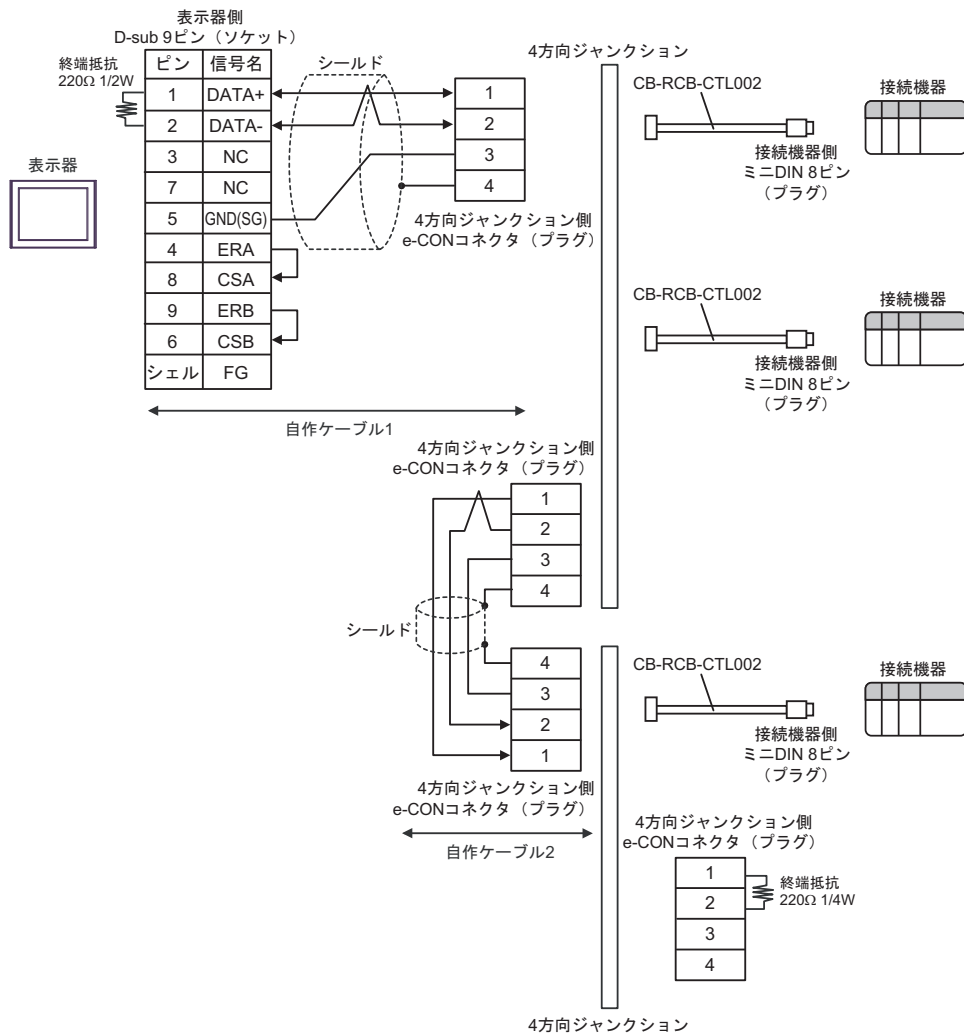 表示器側
D-sub 9ピン（ソケット）
終端抵抗
220Ω 1/2W
ピン 信号名
1 DATA+
2 DATA-
3 NC
7 NC
5 GND(SG)
4 ERA
8 CSA
9 ERB
6 CSB
シェル FG
表示器
シールド
1
2
3
4
4方向ジャンクション側
e-CONコネクタ（プラグ）
自作ケーブル1
4方向ジャンクション
CB-RCB-CTL002
接続機器側
ミニDIN 8ピン
（プラグ）
接続機器
CB-RCB-CTL002
接続機器側
ミニDIN 8ピン
（プラグ）
接続機器
4方向ジャンクション側
e-CONコネクタ（プラグ）
1
2
3
4
シールド
4
3
2
1
4方向ジャンクション側
e-CONコネクタ（プラグ）
自作ケーブル2
CB-RCB-CTL002
接続機器側
ミニDIN 8ピン
（プラグ）
接続機器
4方向ジャンクション側
e-CONコネクタ（プラグ）
1
2
3
4
終端抵抗
220Ω 1/4W
4方向ジャンクション